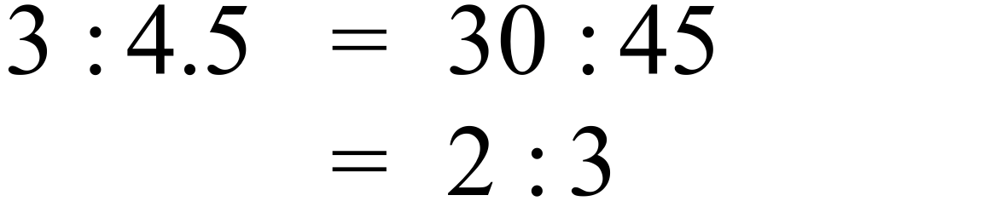 3 : 4.5 = 30 : 45
= 2 : 3